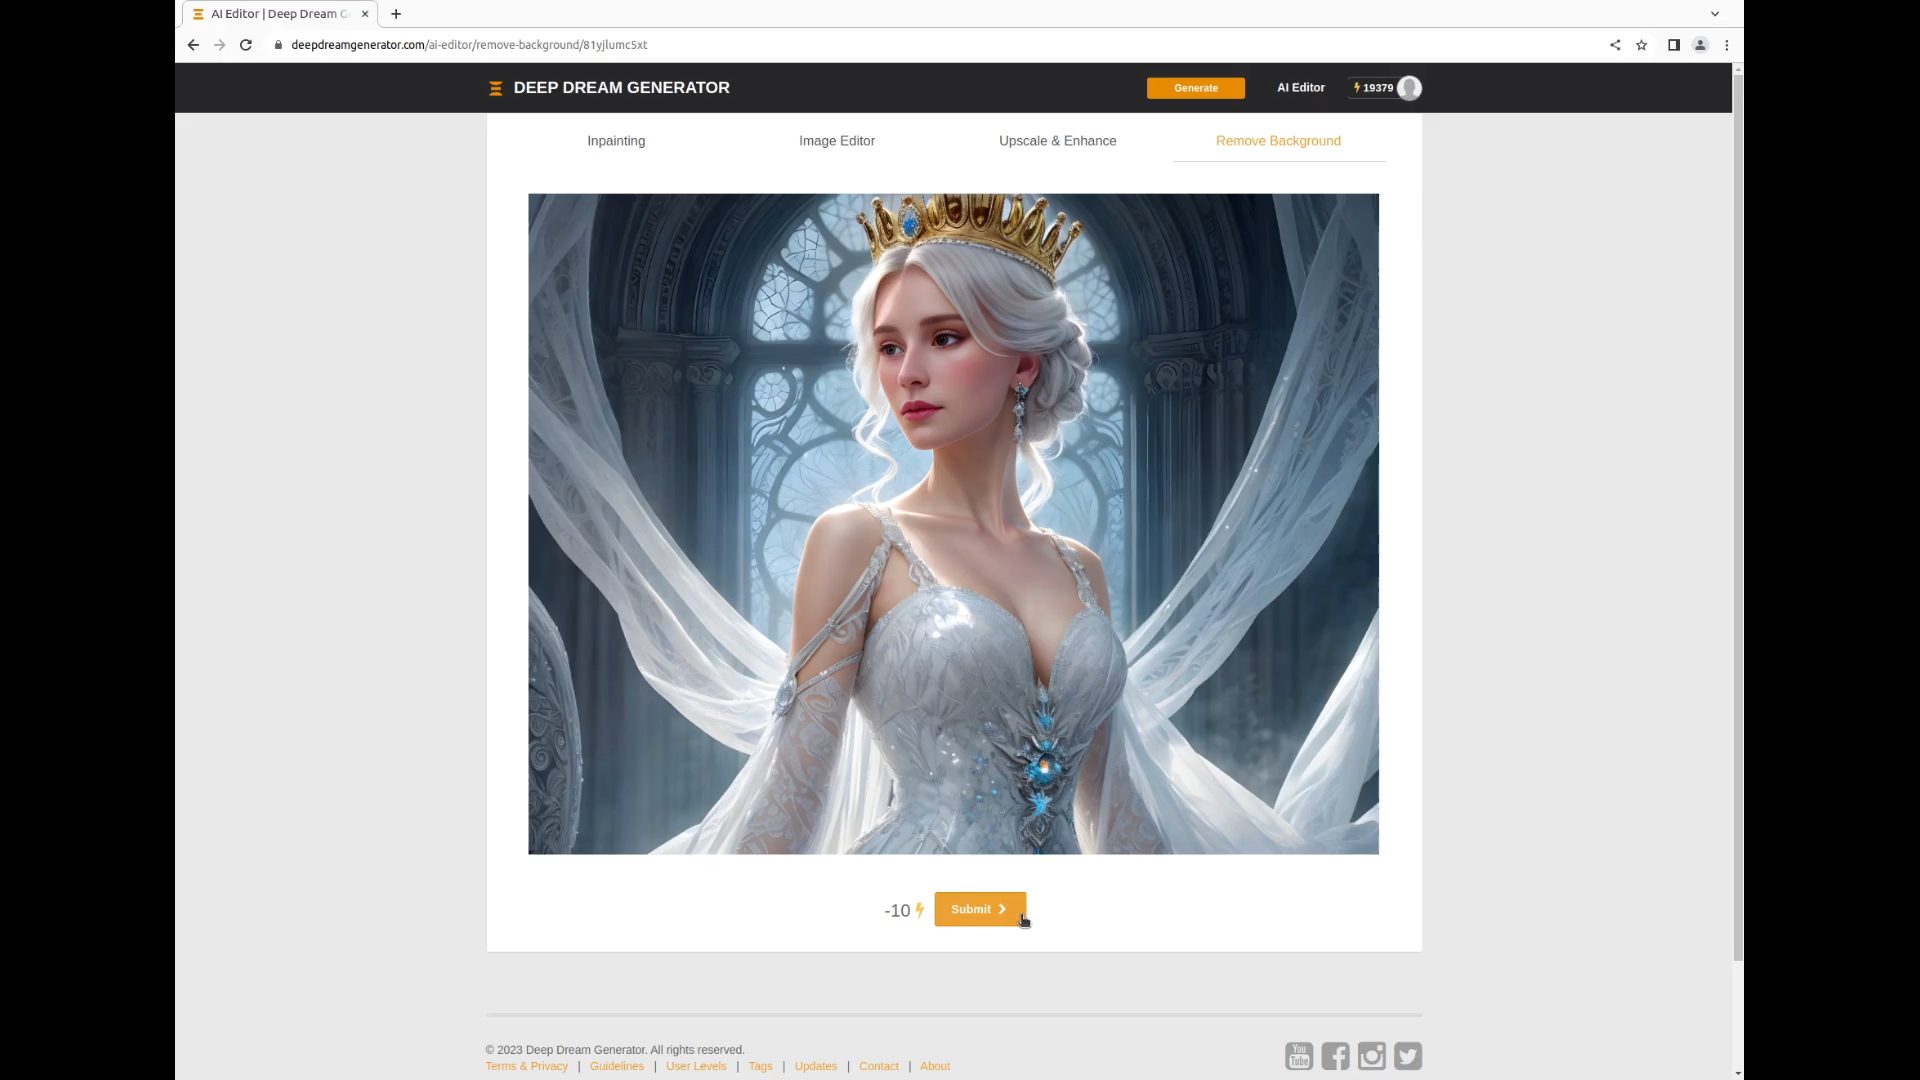 AI Editor | Deep Dream G
deepdreamgenerator.com/ai-editor/remove-background/81yjlumc5xt
DEEP DREAM GENERATOR
Generate
AI Editor
19379
Inpainting
Image Editor
Upscale & Enhance
Remove Background
-10
Submit
© 2023 Deep Dream Generator. All rights reserved.
Terms & Privacy | Guidelines | User Levels | Tags | Updates | Contact | About
You Tube